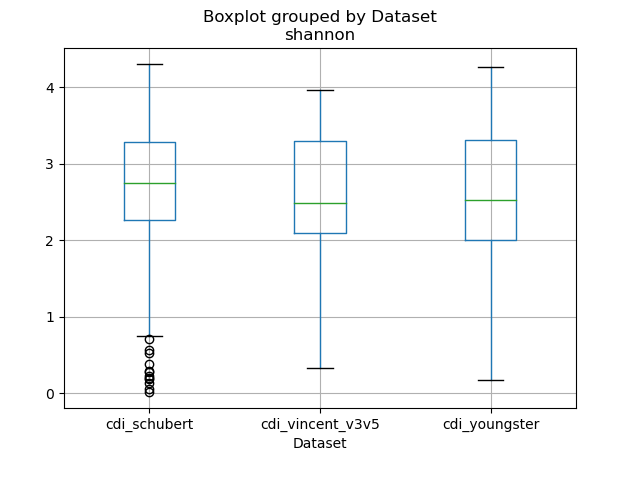 Boxplot grouped by Dataset
shannon
4
3
2
1
0
cdi_schubert
cdi_vincent_v3v5
cdi_youngster
Dataset